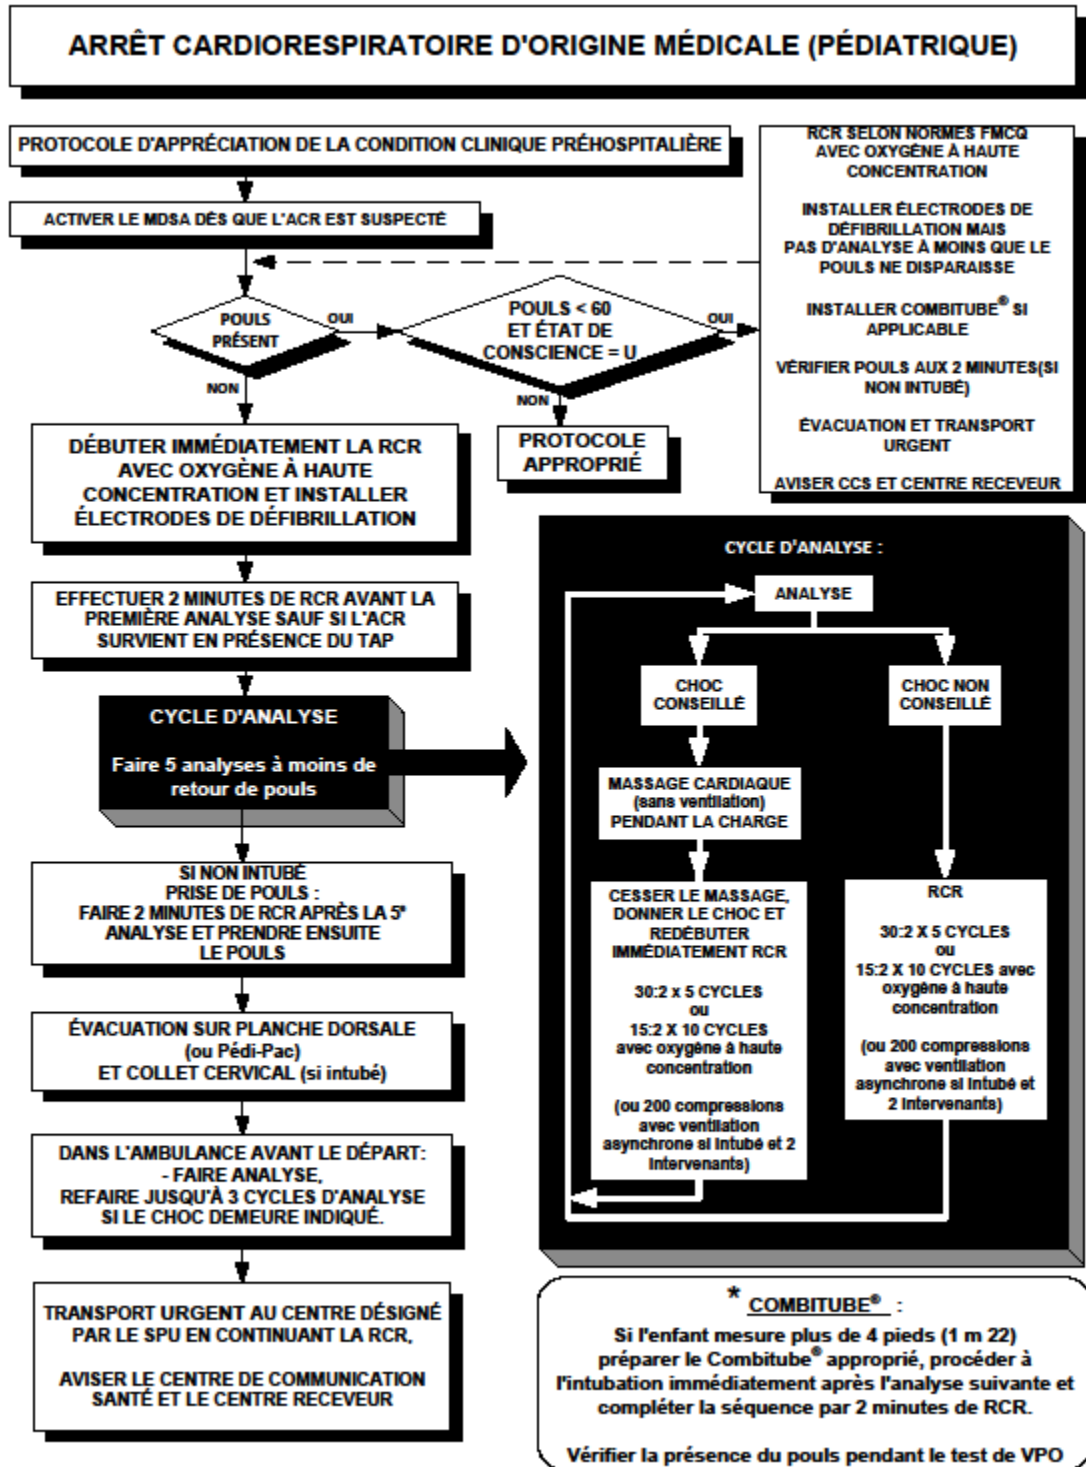 ARRÊT CARDIORESPIRATOIRE D'ORIGINE MÉDICALE (PÉDIATRIQUE)
PROTOCOLE D'APPRÉCIATION DE LA CONDITION CLINIQUE PRÉHOSPITALIÈRE
ACTIVER LE MDSA DÈS QUE L'ACR EST SUSPECTÉ
POULS
PRÉSENT
OUI
NON
POULS < 60
ET ÉTAT DE
CONSCIENCE = U
OUI
NON
PROTOCOLE
APPROPRIÉ
RCR SELON NORMES FMCQ
AVEC OXYGÈNE À HAUTE
CONCENTRATION
INSTALLER ÉLECTRODES DE
DÉFIBRILLATION MAIS
PAS D'ANALYSE À MOINS QUE LE
POULS NE DISPARAISSE
INSTALLER COMBITUBE® SI
APPLICABLE
VÉRIFIER POULS AUX 2 MINUTES(SI
NON INTUBÉ)
ÉVACUATION ET TRANSPORT
URGENT
AVISER CCS ET CENTRE RECEVEUR
DÉBUTER IMMÉDIATEMENT LA RCR
AVEC OXYGÈNE À HAUTE
CONCENTRATION ET INSTALLER
ÉLECTRODES DE DÉFIBRILLATION
EFFECTUER 2 MINUTES DE RCR AVANT LA
PREMIÈRE ANALYSE SAUF SI L'ACR
SURVIENT EN PRÉSENCE DU TAP
CYCLE D'ANALYSE
Faire 5 analyses à moins de
retour de pouls
SI NON INTUBÉ
PRISE DE POULS :
FAIRE 2 MINUTES DE RCR APRÈS LA 5e
ANALYSE ET PRENDRE ENSUITE
LE POULS
ÉVACUATION SUR PLANCHE DORSALE
(ou Pédi-Pac)
ET COLLET CERVICAL (si intubé)
DANS L'AMBULANCE AVANT LE DÉPART:
- FAIRE ANALYSE,
REFAIRE JUSQU'À 3 CYCLES D'ANALYSE
SI LE CHOC DEMEURE INDIQUÉ.
TRANSPORT URGENT AU CENTRE DÉSIGNÉ
PAR LE SPU EN CONTINUANT LA RCR,
AVISER LE CENTRE DE COMMUNICATION
SANTÉ ET LE CENTRE RECEVEUR
CYCLE D'ANALYSE :
ANALYSE
CHOC
CONSEILLÉ
MASSAGE CARDIAQUE
(sans ventilation)
PENDANT LA CHARGE
CESSER LE MASSAGE,
DONNER LE CHOC ET
REDÉBUTER
IMMÉDIATEMENT RCR
30:2 x 5 CYCLES
ou
15:2 X 10 CYCLES
avec oxygène à haute
concentration
(ou 200 compressions
avec ventilation
asynchrone si intubé et 2
intervenants)
CHOC NON
CONSEILLÉ
RCR
30:2 X 5 CYCLES
ou
15:2 X 10 CYCLES avec
oxygène à haute
concentration
(ou 200 compressions
avec ventilation
asynchrone si intubé et
2 intervenants)
* COMBITUBE® :
Si l'enfant mesure plus de 4 pieds (1 m 22)
préparer le Combitube® approprié, procéder à
l'intubation immédiatement après l'analyse suivante et
compléter la séquence par 2 minutes de RCR.
Vérifier la présence du pouls pendant le test de VPO